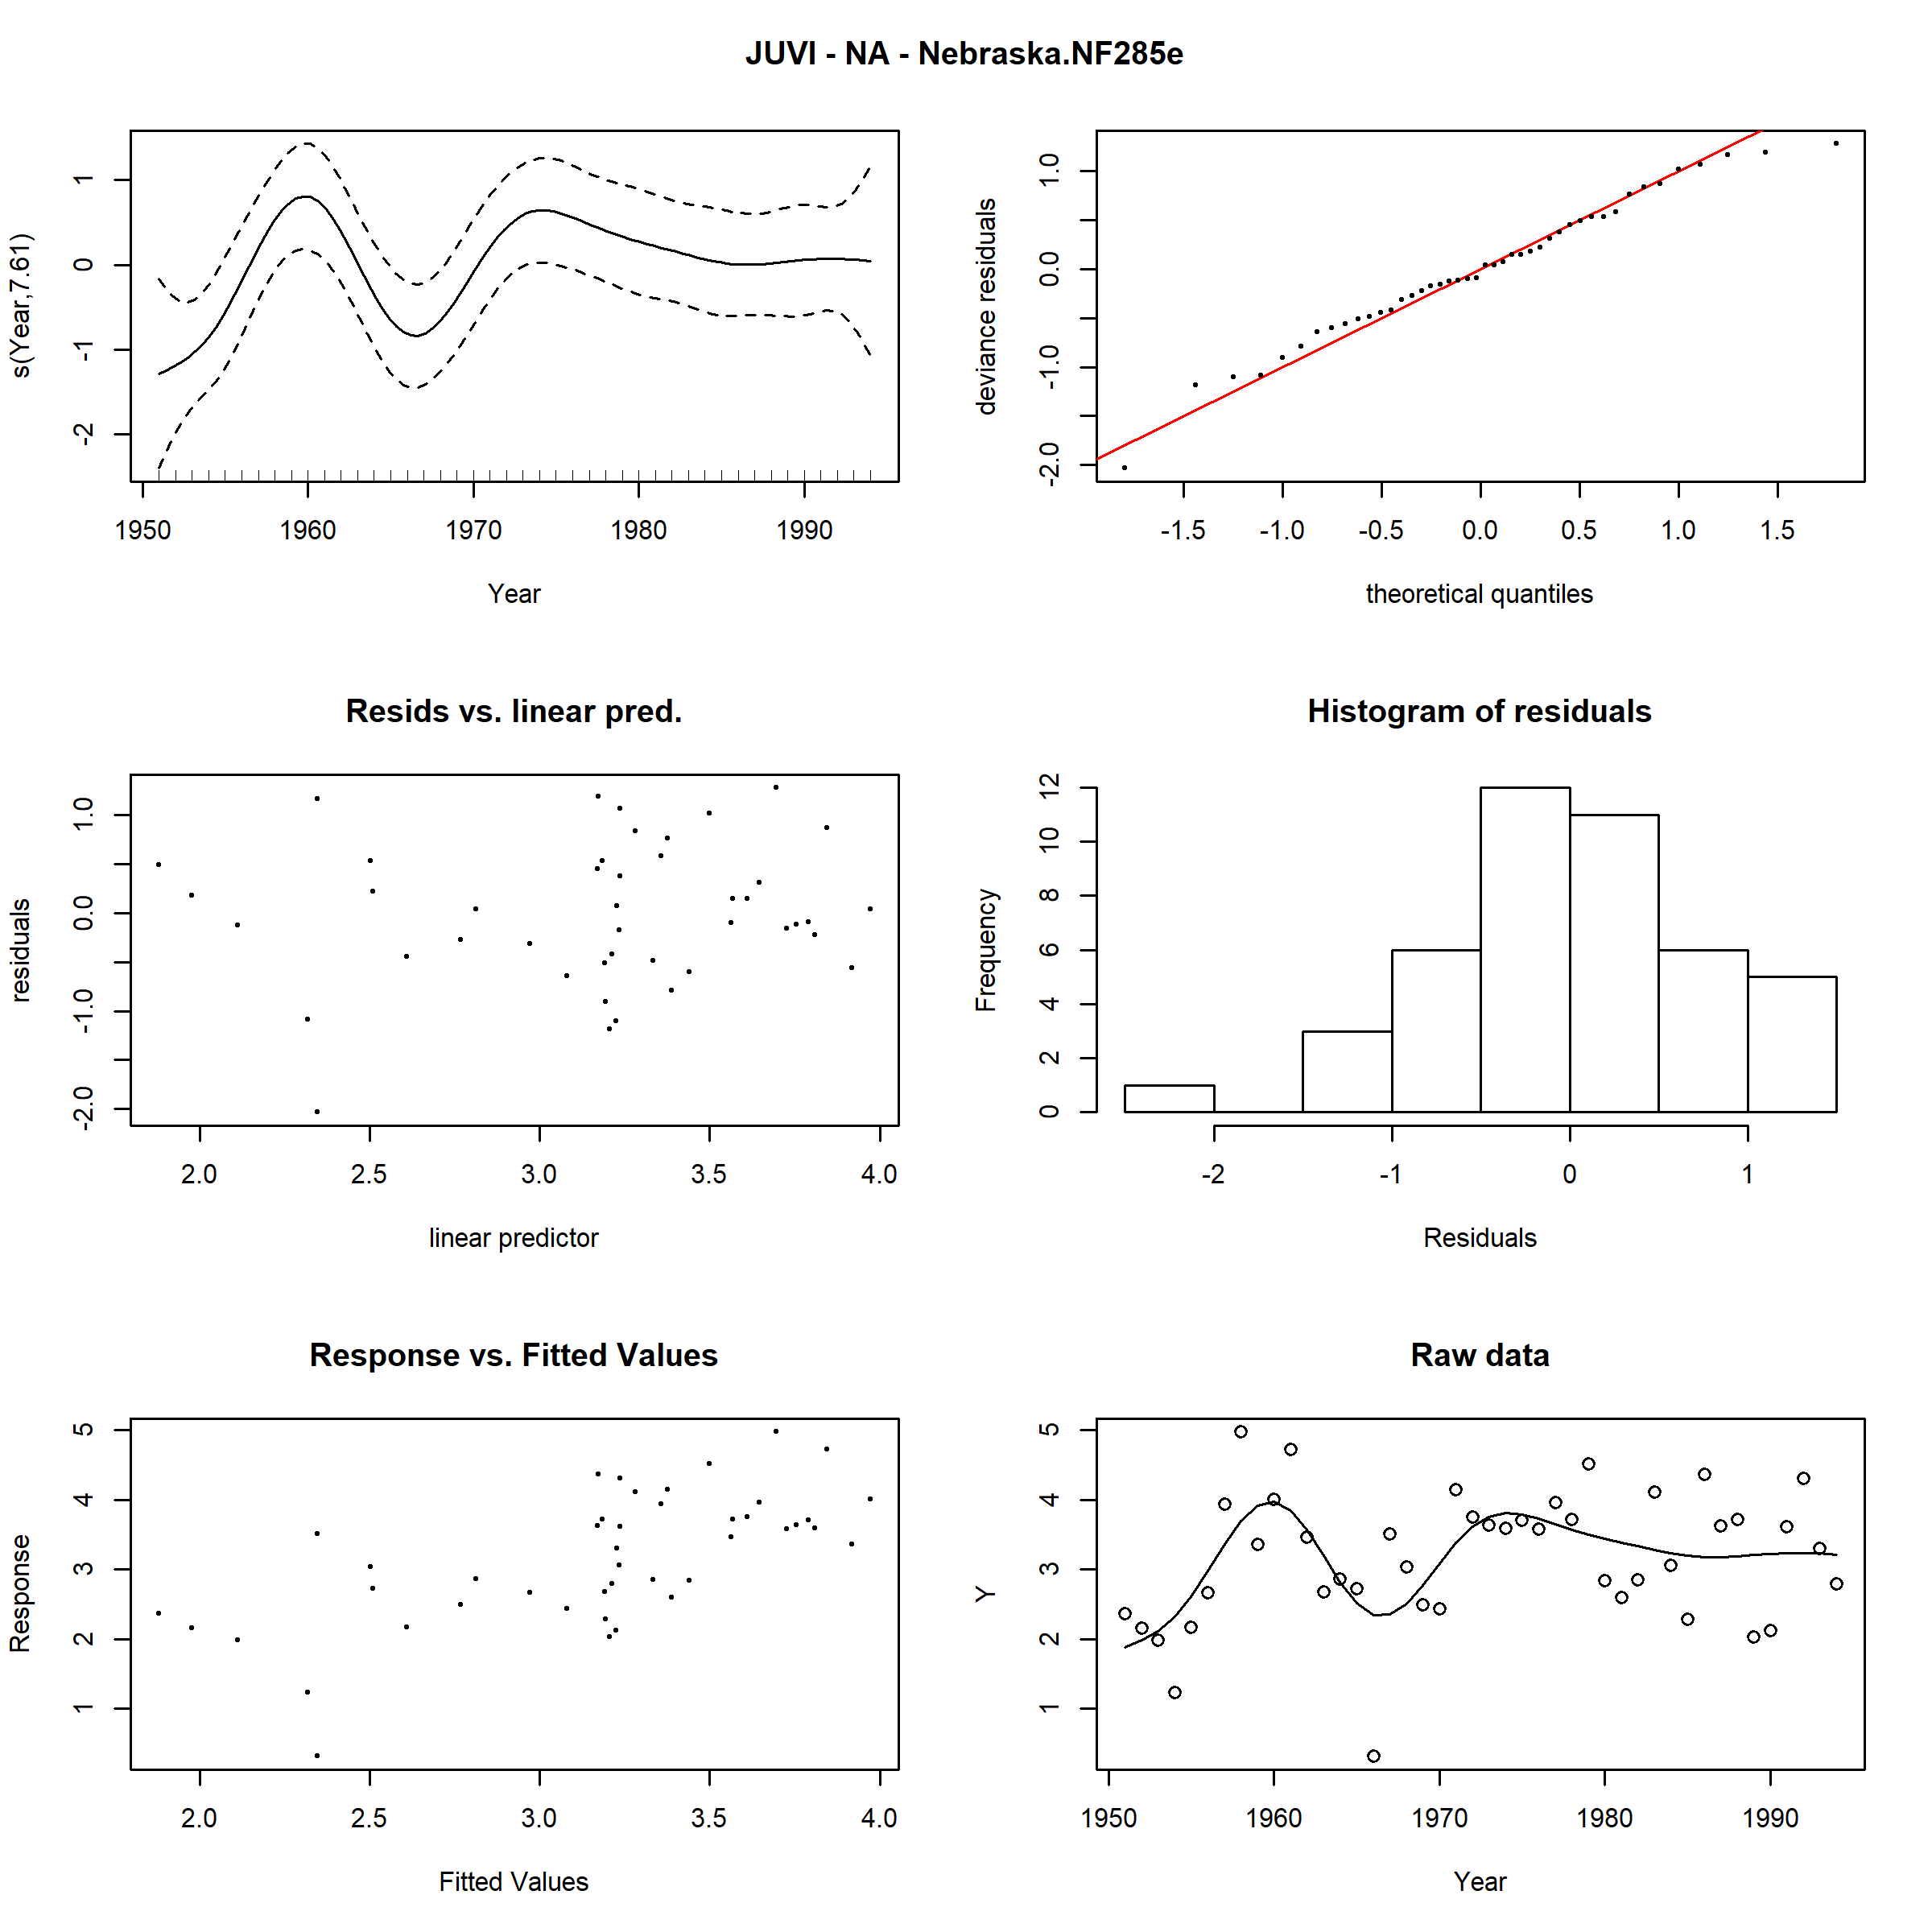 JUVI - NA - Nebraska.NF285e
s(Year,7.61)
1
0
-1
-2
1950 1960 1970 1980 1990
Year
deviance residuals
1.0
0.0
-1.0
-2.0
-1.5 -1.0 -0.5 0.0 0.5 1.0 1.5
theoretical quantiles
Resids vs. linear pred.
residuals
1.0
0.0
-1.0
-2.0
2.0 2.5 3.0 3.5 4.0
linear predictor
Histogram of residuals
Frequency
12
10
8
6
4
2
0
-2 -1 0 1
Residuals
Response vs. Fitted Values
Response
5
4
3
2
1
2.0 2.5 3.0 3.5 4.0
Fitted Values
Raw data
Y
5
4
3
2
1
1950 1960 1970 1980 1990
Year